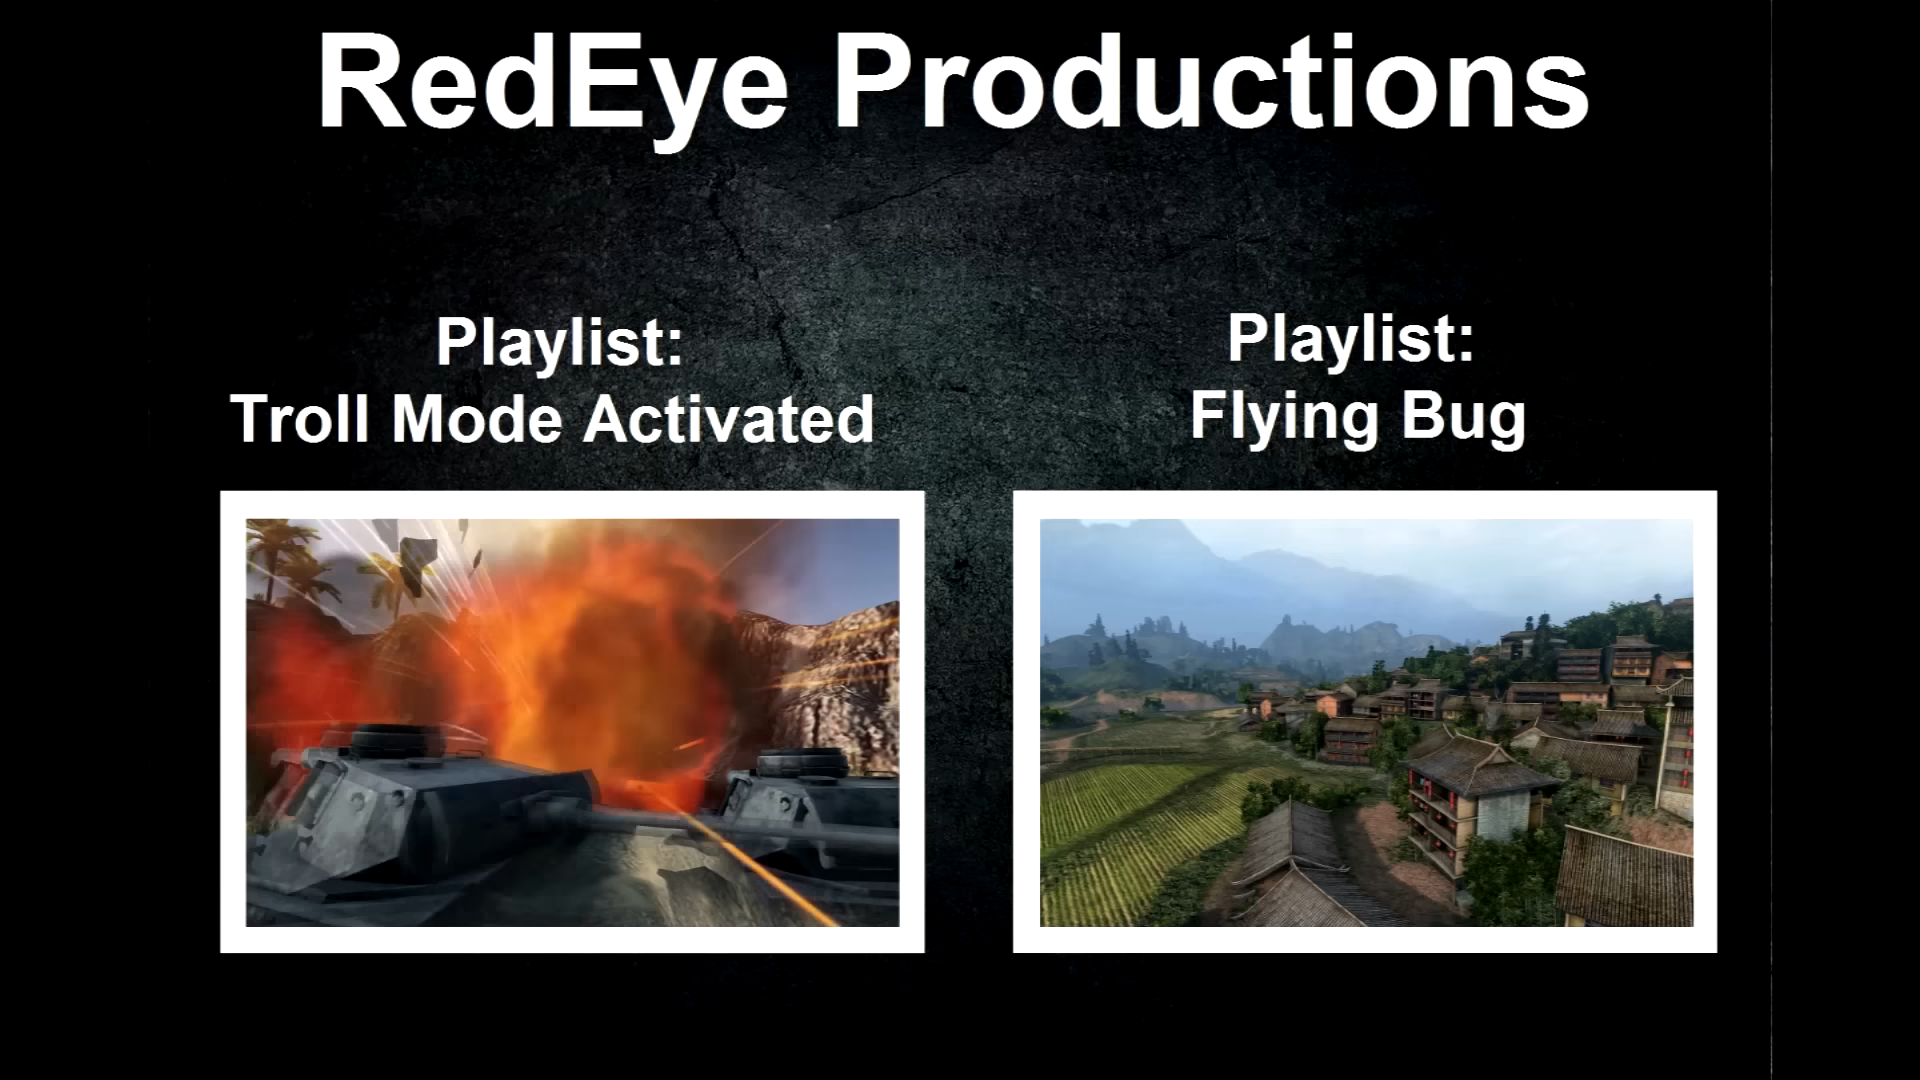 RedEye Productions
Playlist:
Troll Mode Activated
Playlist:
Flying Bug